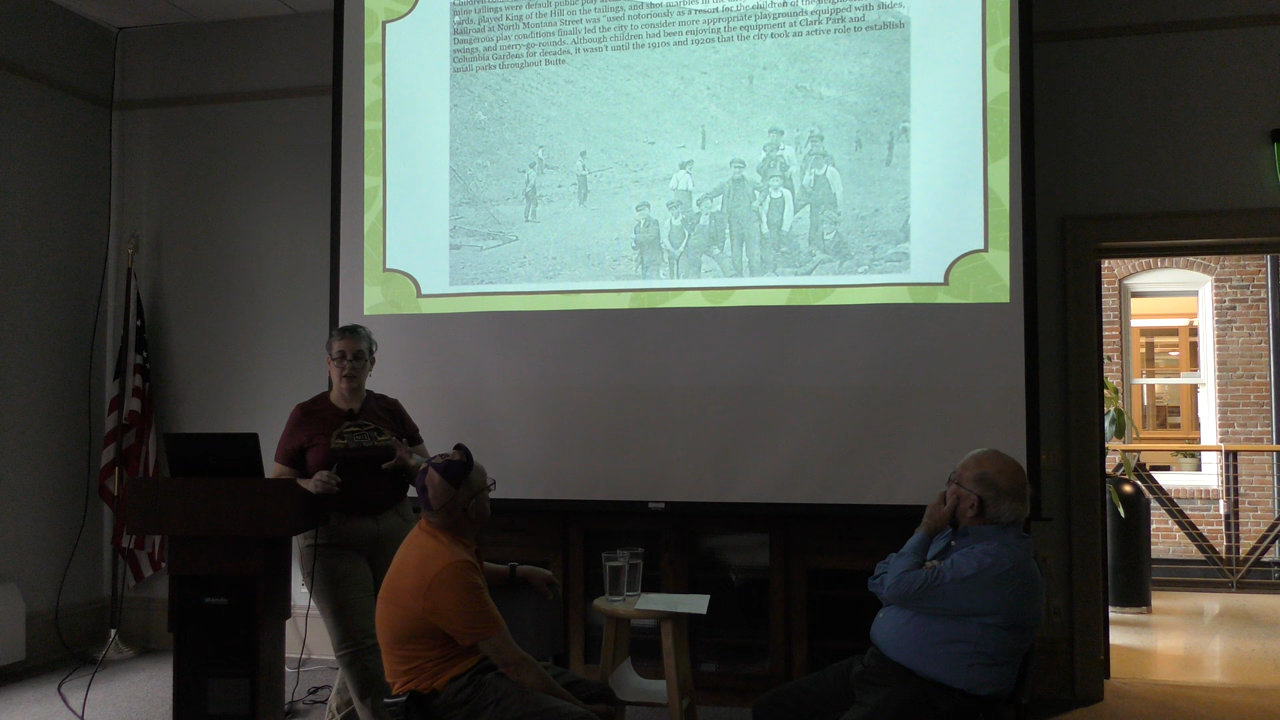 mine tailings were default public play areas
yards, played King of the Hill on the tailings, and shot marbles in the
Railroad at North Montana Street was "used notoriously as a resort for the children of the
Dangerous play conditions finally led the city to consider more appropriate playgrounds equipped with slides,
swings, and merry-go-rounds. Although children had been enjoying the equipment at Clark Park and
Columbia Gardens for decades, it wasn't until the 1910s and 1920s that the city took an active role to establish
small parks throughout Butte.